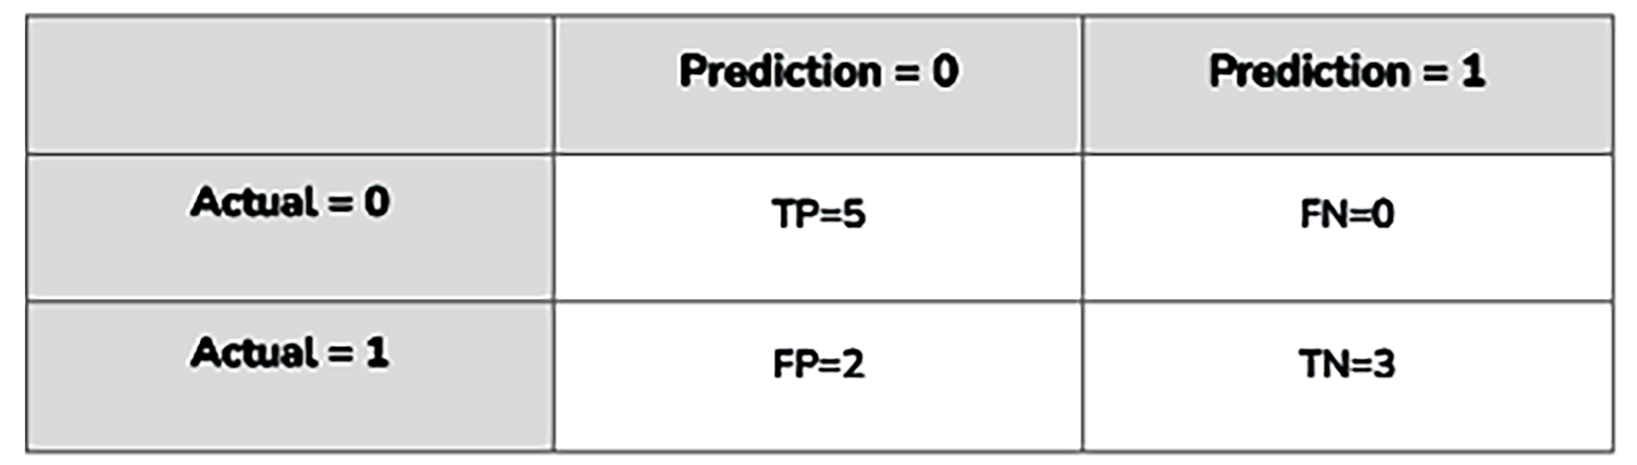 Prediction = 0
Prediction = 1
Actual = 0
TP=5
FN=0
Actual = 1
FP=2
TN=3